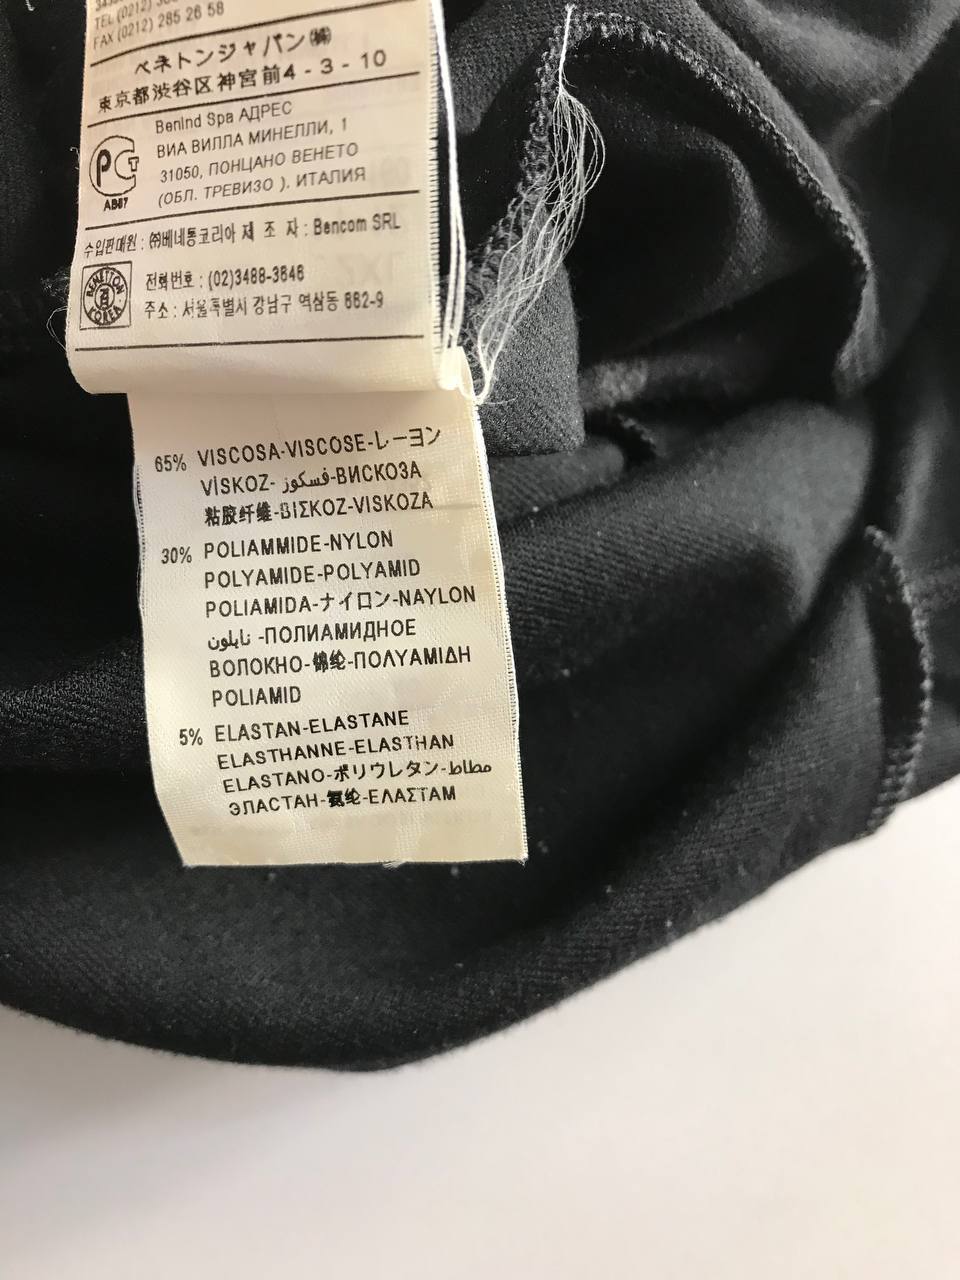 TEL (0212)
FAX (0212) 285 26 58
ベネトンジャパン㈱
東京都渋谷区神宮前4-3-10
Benind Spa АДРЕС
ВИА ВИЛЛА МИНЕЛЛИ, 1
31050, ПОНЦАНО ВЕНЕТО
(ОБЛ. ТРЕВИЗО ). ИТАЛИЯ
РСТ
수입판매원 : ㈜베네통코리아 제 조 자 : Bencom SRL
BENETTON KOREA
전화번호 : (02)3488-3646
주소 : 서울특별시 강남구 역삼동 662-9
65% VISCOSA-VISCOSE-レーヨン
VİSKOZ- فسكوز-ВИСКОЗА
粘胶纤维-ΒΙΣΚΟΖ-VISKOZA
30% POLIAMMIDE-NYLON
POLYAMIDE-POLYAMID
POLIAMIDA-ナイロン-NAYLON
نايلون -ПОЛИАМИДНОЕ
ВОЛОКНО-锦纶-ΠΟΛΥΑΜΙΔΗ
POLIAMID
5% ELASTAN-ELASTANE
ELASTHANNE-ELASTHAN
ELASTANO-ポリウレタン-مطاط
ЭЛАСТАН-氨纶-ΕΛΑΣΤΑΜ